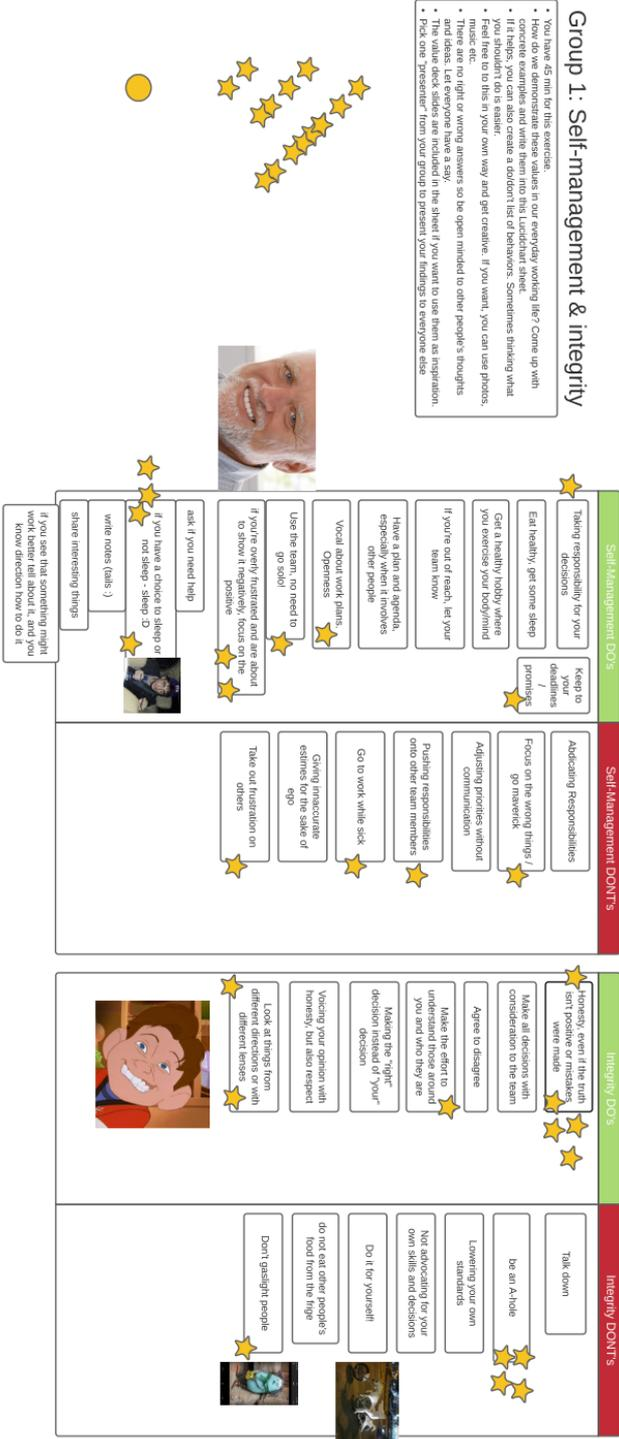 Group 1: Self-management & integrity
• You have 45 min for this exercise.
• How do we demonstrate these values in our everyday working life? Come up with
concrete examples and write them into this Lucidchart sheet.
• If it helps, you can also create a do/don't list of behaviors. Sometimes thinking what
you shouldn't do is easier.
• Feel free to to this in your own way and get creative. If you want, you can use photos,
music etc.
• There are no right or wrong answers so be open minded to other people's thoughts
and ideas. Let everyone have a say.
• The value deck slides are included in the sheet if you want to use them as inspiration.
• Pick one "presenter" from your group to present your findings to everyone else
Self-Management DO's
Taking responsibility for your
decisions
Keep to
your
deadlines
/
promises
Eat healthy, get some sleep
Get a healthy hobby where
you exercise your body/mind
If you're out of reach, let your
team know
Have a plan and agenda,
especially when it involves
other people
Vocal about work plans.
Openness
Use the team, no need to
go solo!
if you're overly frustrated and are about
to show it negatively, focus on the
positive
ask if you need help
if you have a choice to sleep or
not sleep - sleep :D
write notes (tails :)
share interesting things
if you see that something might
work better tell about it, and you
know direction how to do it
Self-Management DONT's
Abdicating Responsibilities
Focus on the wrong things /
go maverick
Adjusting priorities without
communication
Pushing responsibilities
onto other team members
Go to work while sick
Giving innaccurate
estimes for the sake of
ego
Take out frustration on
others
Integrity DO's
Honesty, even if the truth
isn't positive or mistakes
were made
Make all decisions with
consideration to the team
Agree to disagree
Make the effort to
understand those around
you and who they are
Making the "right"
decision instead of "your"
decision
Voicing your opinion with
honesty, but also respect
Look at things from
different directions or with
different lenses
Integrity DONT's
Talk down
be an A-hole
Lowering your own
standards
Not advocating for your
own skills and decisions
Do it for yourself!
do not eat other people's
food from the frige
Don't gaslight people